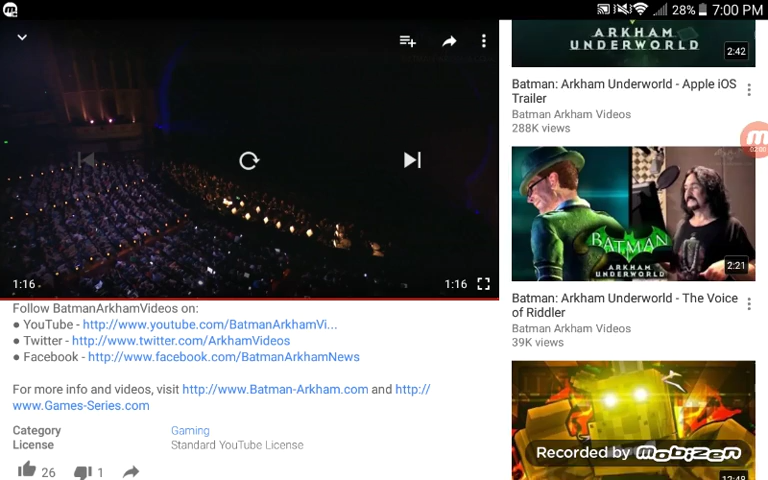 28% 7:00 PM
1:16
1:16
Follow BatmanArkhamVideos on:
● YouTube - http://www.youtube.com/BatmanArkhamVi...
● Twitter - http://www.twitter.com/ArkhamVideos
● Facebook - http://www.facebook.com/BatmanArkhamNews
For more info and videos, visit http://www.Batman-Arkham.com and http://
www.Games-Series.com
Category Gaming
License Standard YouTube License
26 1
ARKHAM
UNDERWORLD
2:42
Batman: Arkham Underworld - Apple iOS
Trailer
Batman Arkham Videos
288K views
02:00
BATMAN
ARKHAM
UNDERWORLD
2:21
Batman: Arkham Underworld - The Voice
of Riddler
Batman Arkham Videos
39K views
Recorded by mobizen
12:48